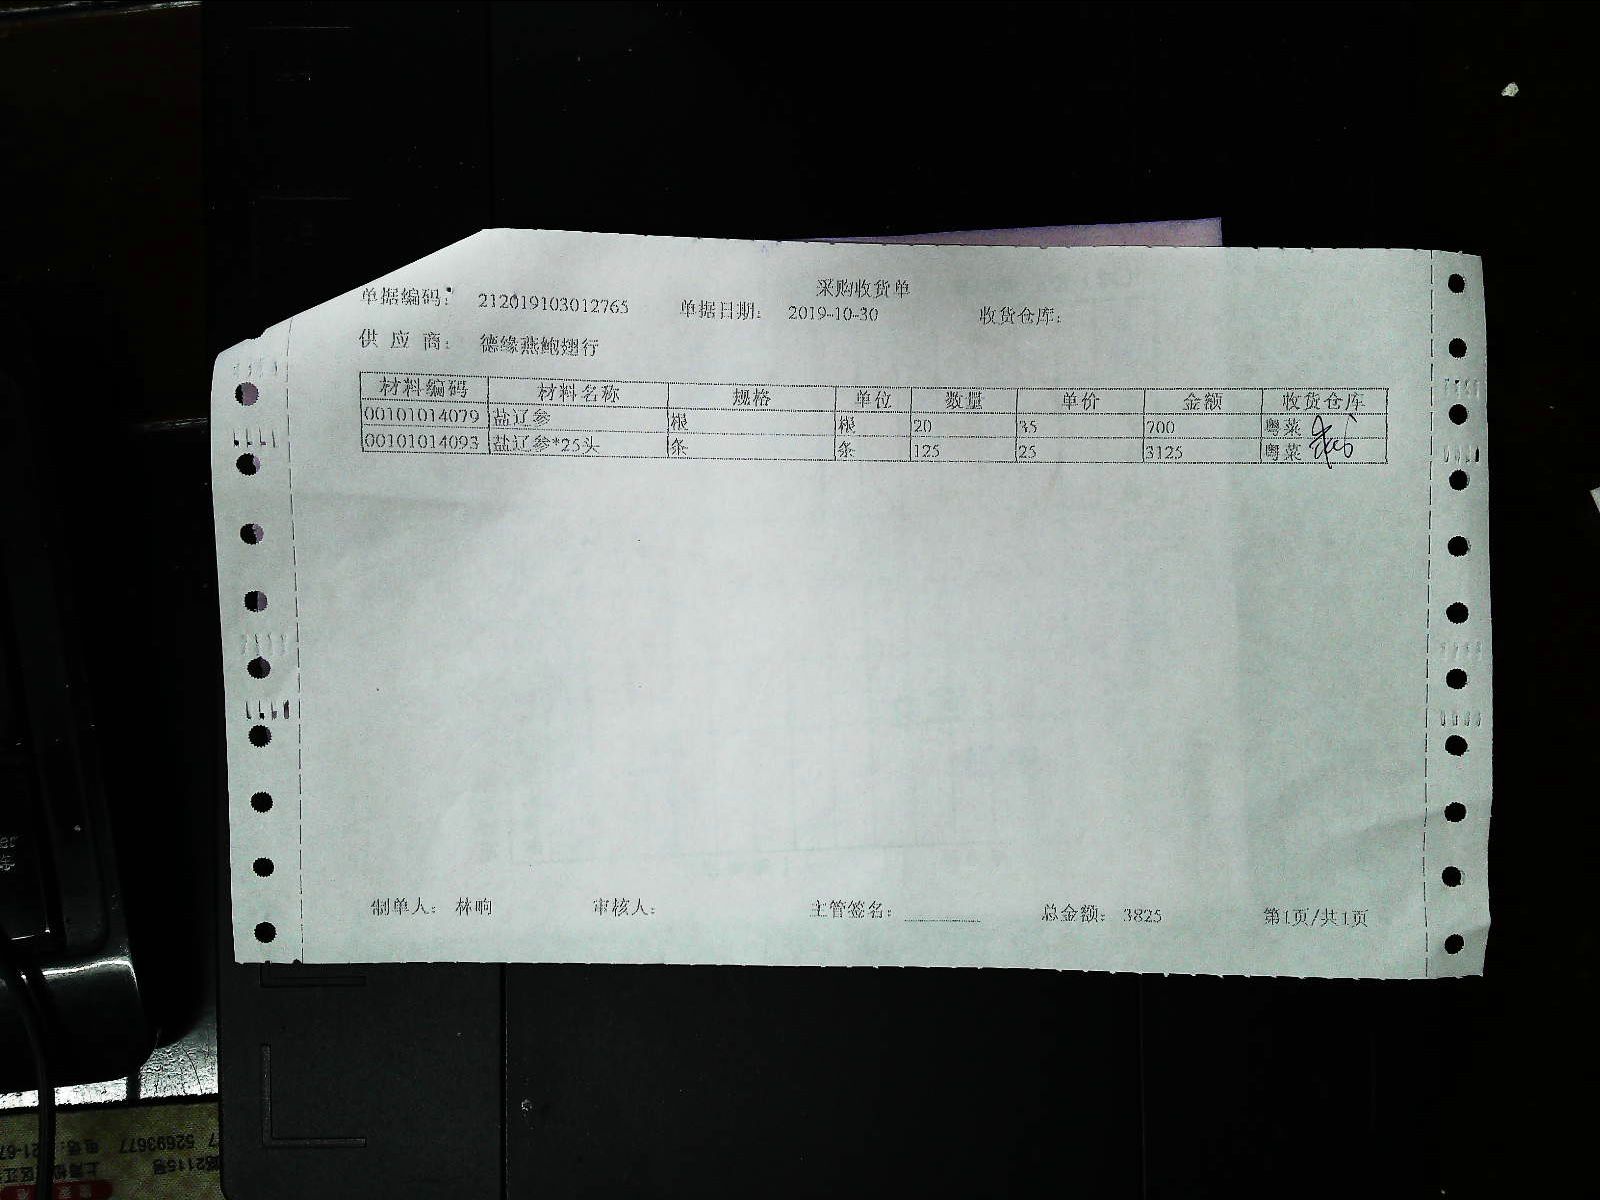 采购收货单
单据编码： 212019103012765 单据日期： 2019-10-30 收货仓库：
供 应 商： 德缘燕鲍翅行
材料编码 材料名称 规格 单位 数量 单价 金额 收货仓库
00101014079 盐辽参 根 根 20 35 700 粤菜
00101014093 盐辽参*25头 条 条 125 25 3125 粤菜
制单人： 林晌 审核人： 主管签名： 总金额： 3825 第1页/共1页
52693677